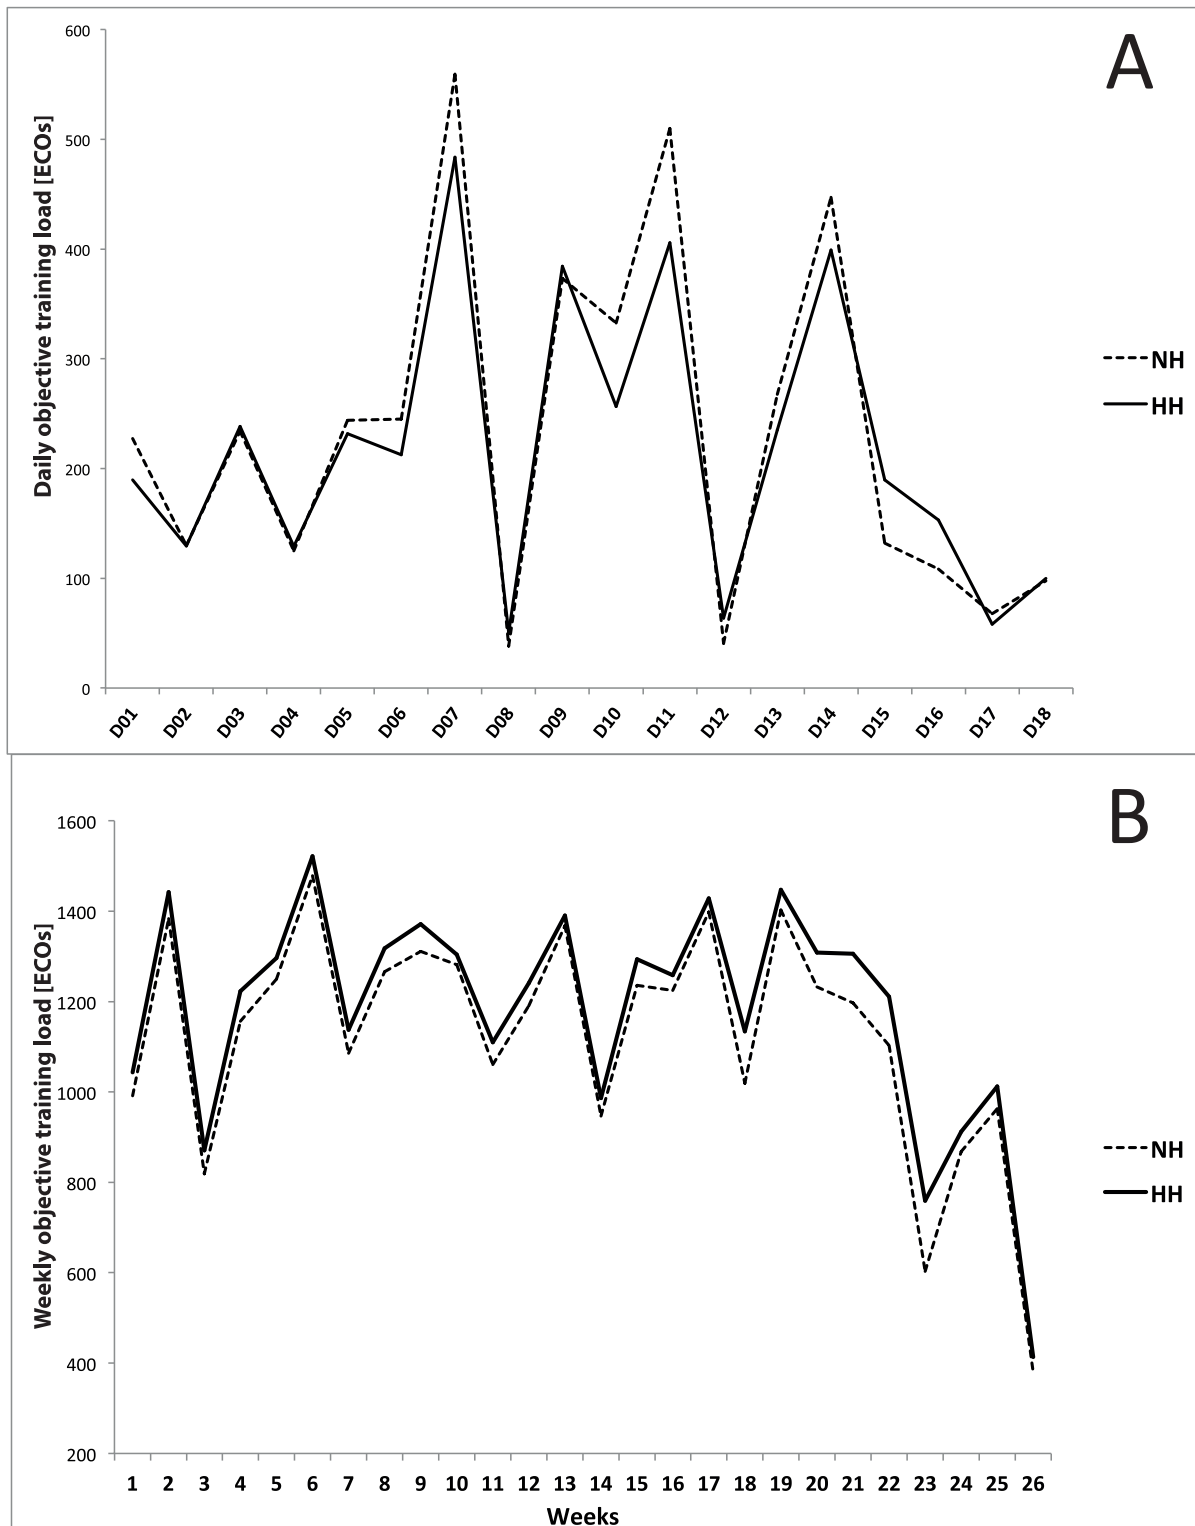 A
600
500
400
300
200
100
0
Daily objective training load [ECOs]
NH
HH
D01 D02 D03 D04 D05 D06 D07 D08 D09 D10 D11 D12 D13 D14 D15 D16 D17 D18
B
1600
1400
1200
1000
800
600
400
200
Weekly objective training load [ECOs]
NH
HH
1 2 3 4 5 6 7 8 9 10 11 12 13 14 15 16 17 18 19 20 21 22 23 24 25 26
Weeks